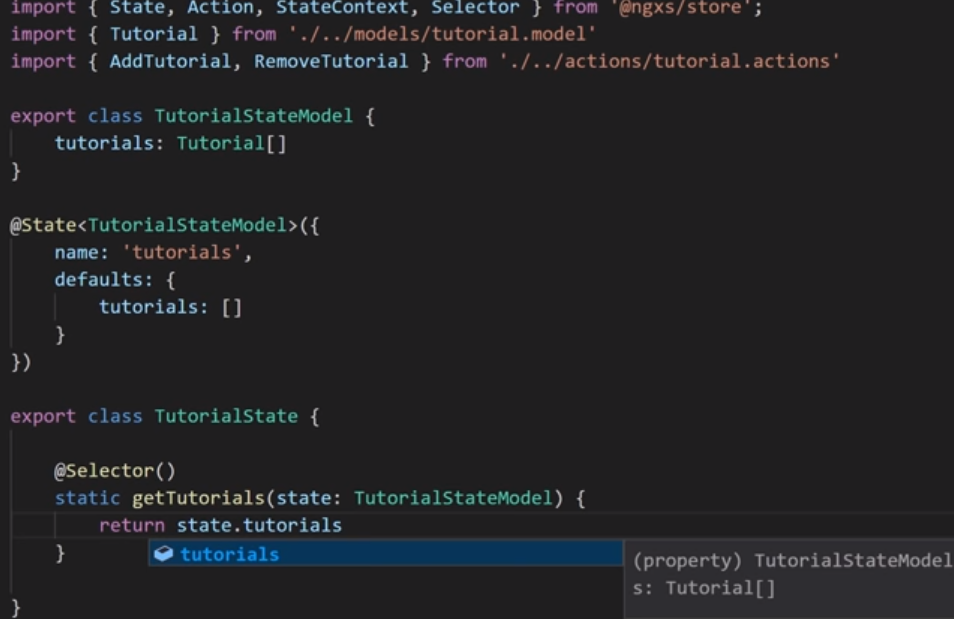 import { State, Action, StateContext, Selector } from '@ngxs/store';
import { Tutorial } from './../models/tutorial.model'
import { AddTutorial, RemoveTutorial } from './../actions/tutorial.actions'
export class TutorialStateModel {
tutorials: Tutorial[]
}
@State<TutorialStateModel>({
name: 'tutorials',
defaults: {
tutorials: []
}
})
export class TutorialState {
@Selector()
static getTutorials(state: TutorialStateModel) {
return state.tutorials
}
tutorials
(property) TutorialStateModel
s: Tutorial[]
}